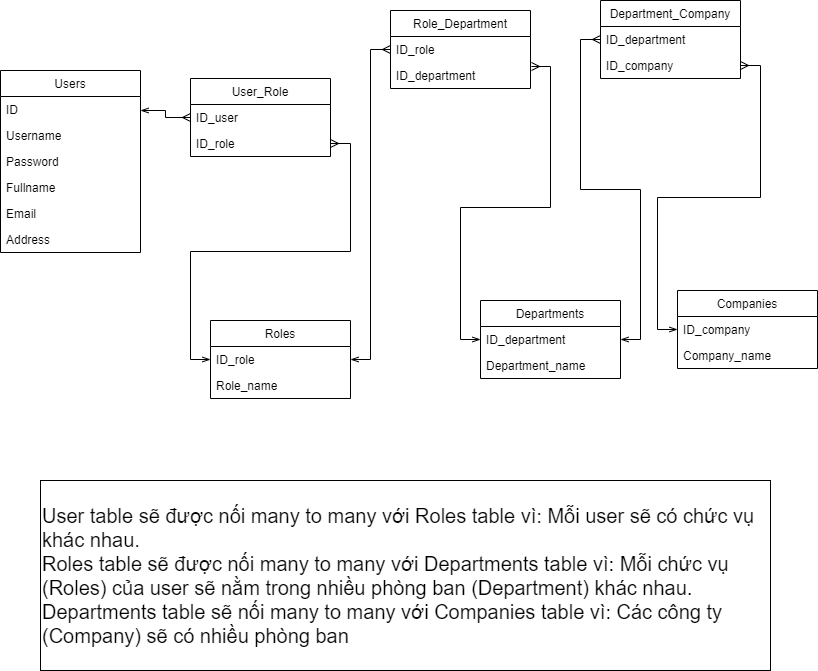 Users
ID
Username
Password
Fullname
Email
Address
User_Role
ID_user
ID_role
Role_Department
ID_role
ID_department
Department_Company
ID_department
ID_company
Roles
ID_role
Role_name
Departments
ID_department
Department_name
Companies
ID_company
Company_name
User table sẽ được nối many to many với Roles table vì: Mỗi user sẽ có chức vụ
khác nhau.
Roles table sẽ được nối many to many với Departments table vì: Mỗi chức vụ
(Roles) của user sẽ nằm trong nhiều phòng ban (Department) khác nhau.
Departments table sẽ nối many to many với Companies table vì: Các công ty
(Company) sẽ có nhiều phòng ban